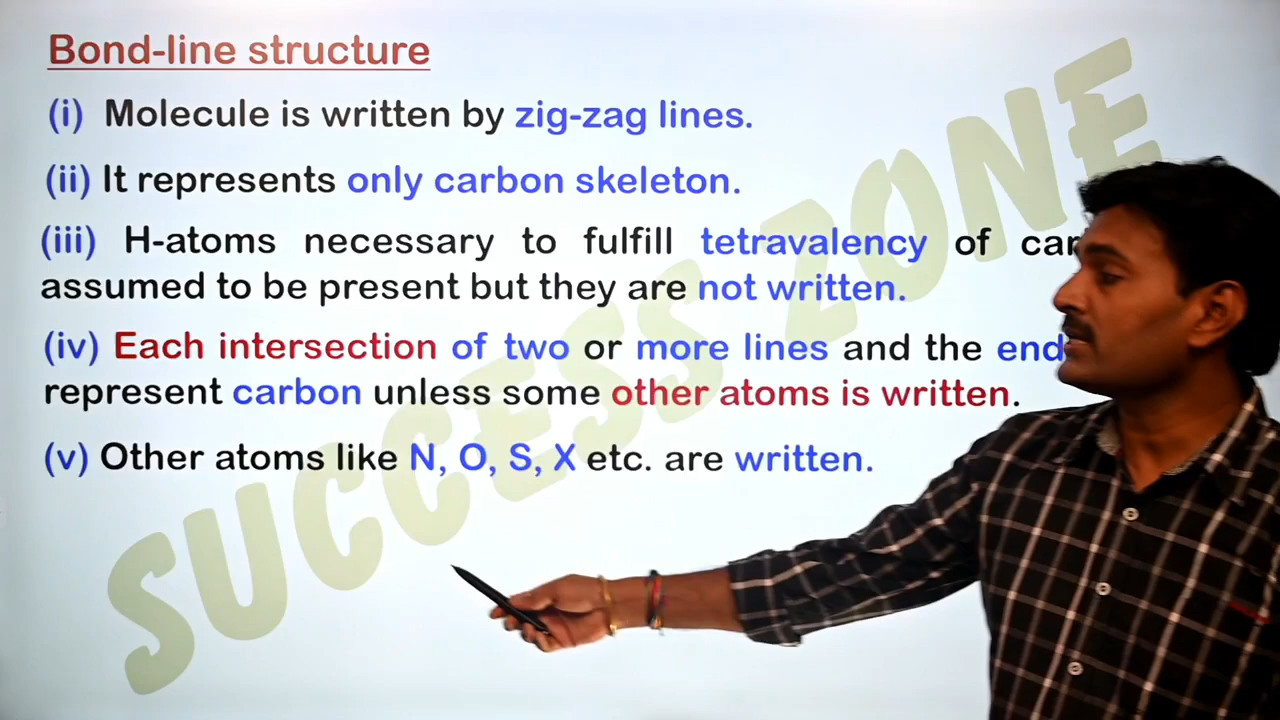 Bond-line structure
(i) Molecule is written by zig-zag lines.
(ii) It represents only carbon skeleton.
(iii) H-atoms necessary to fulfill tetravalency of
assumed to be present but they are not written.
(iv) Each intersection of two or more lines and the end
represent carbon unless some other atoms is written.
(v) Other atoms like N, O, S, X etc. are written.
SUCCESS ZONE